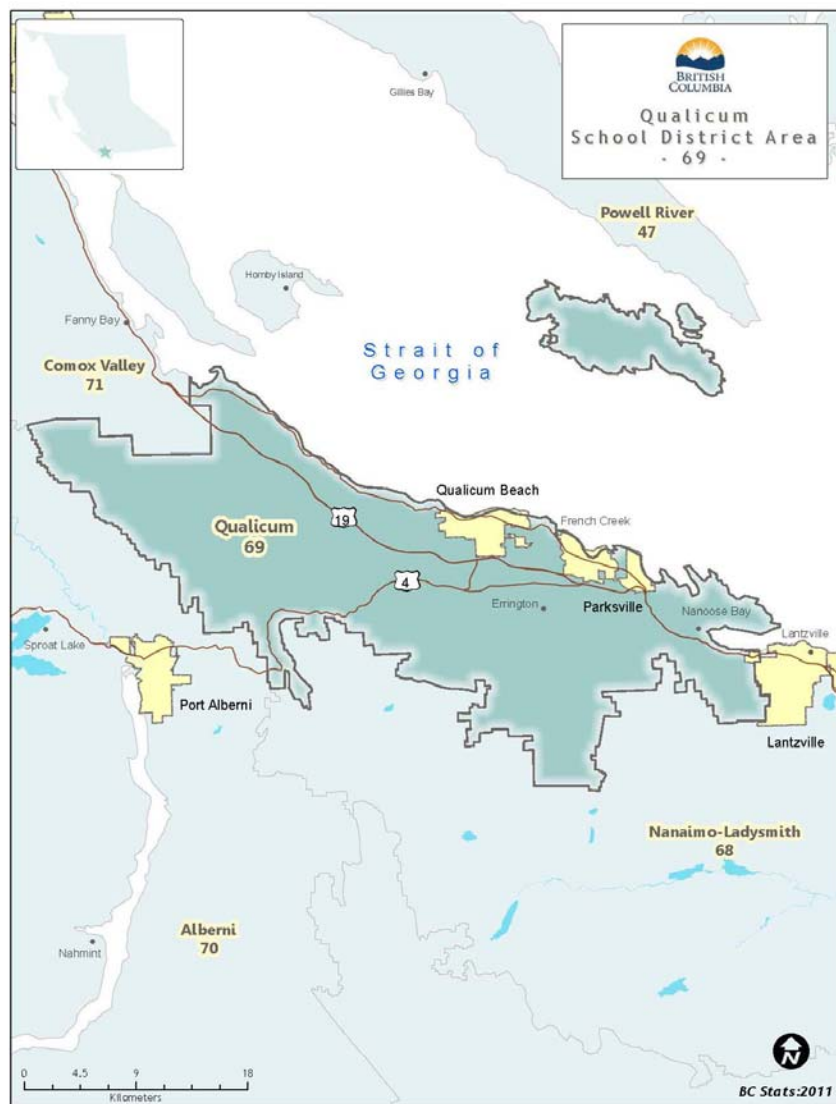 BRITISH
COLUMBIA
Qualicum
School District Area
- 69 -
Gillies Bay
Powell River
47
Hornby Island
Fanny Bay
Strait of
Georgia
Comox Valley
71
Qualicum Beach
Qualicum
69
19
French Creek
4
Errington
Parksville
Nanoose Bay
Sproat Lake
Lantzville
Port Alberni
Lantzville
Nanaimo-Ladysmith
68
Alberni
70
Nahmint
0 4.5 9 18
Kilometers
N
BC Stats:2011